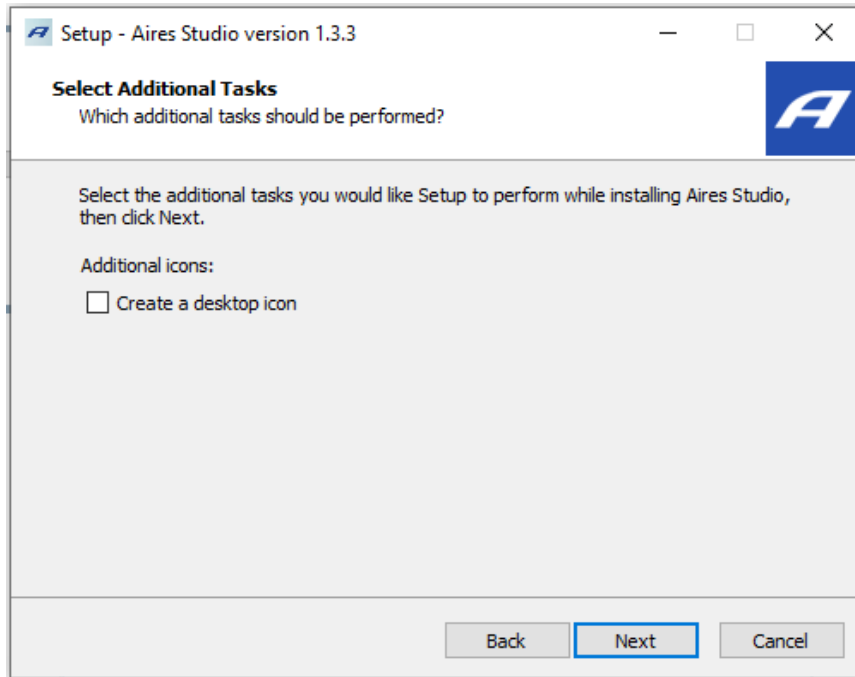 Setup - Aires Studio version 1.3.3
Select Additional Tasks
Which additional tasks should be performed?
Select the additional tasks you would like Setup to perform while installing Aires Studio,
then click Next.
Additional icons:
Create a desktop icon
Back
Next
Cancel